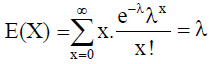 E(X) = ∞∑x=0 x. e^{-λ} λ^x / x! = λ